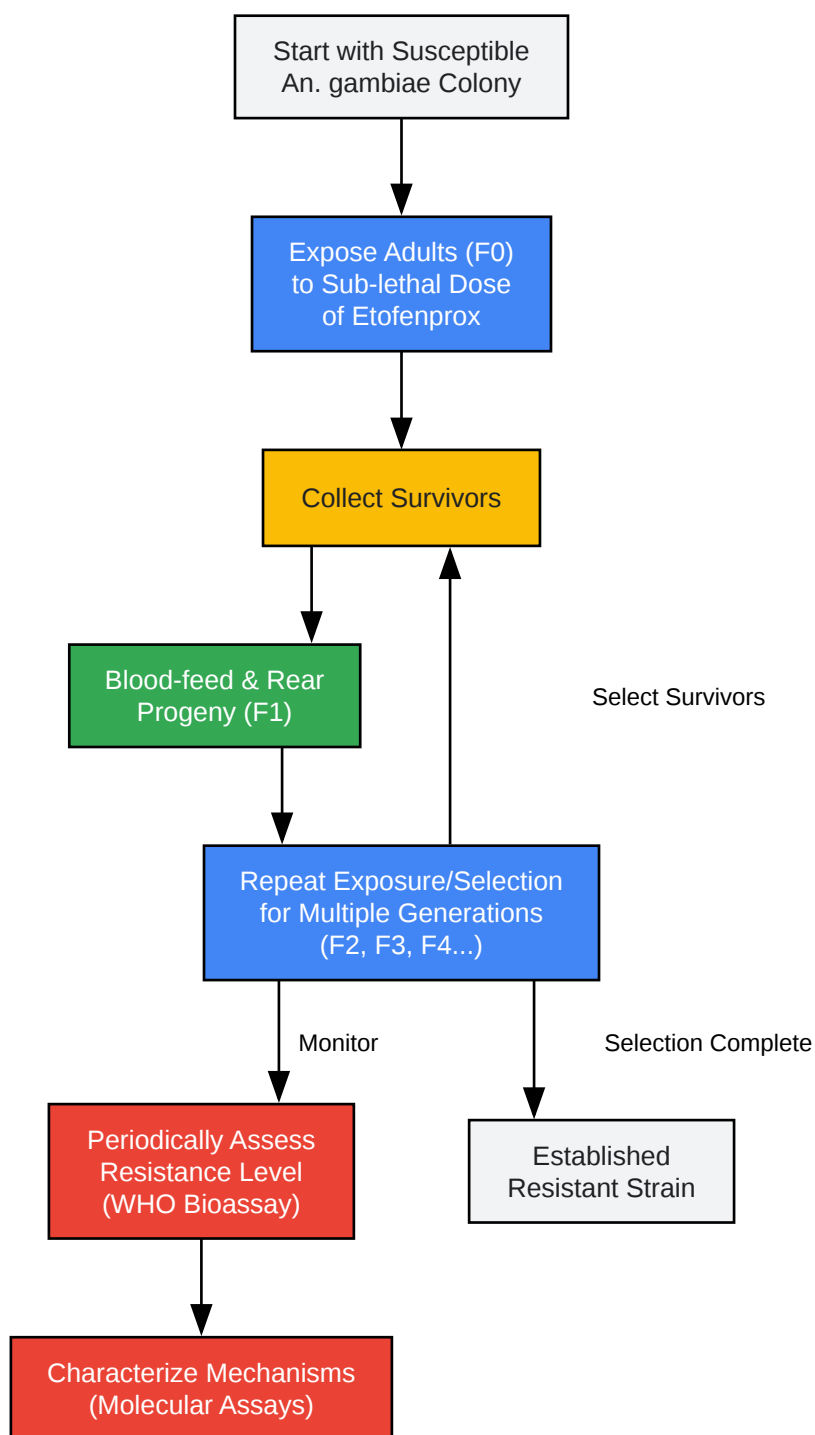 Start with Susceptible
An. gambiae Colony
Expose Adults (F0)
to Sub-lethal Dose
of Etofenprox
Collect Survivors
Blood-feed & Rear
Progeny (F1)
Select Survivors
Repeat Exposure/Selection
for Multiple Generations
(F2, F3, F4...)
Monitor
Selection Complete
Periodically Assess
Resistance Level
(WHO Bioassay)
Established
Resistant Strain
Characterize Mechanisms
(Molecular Assays)